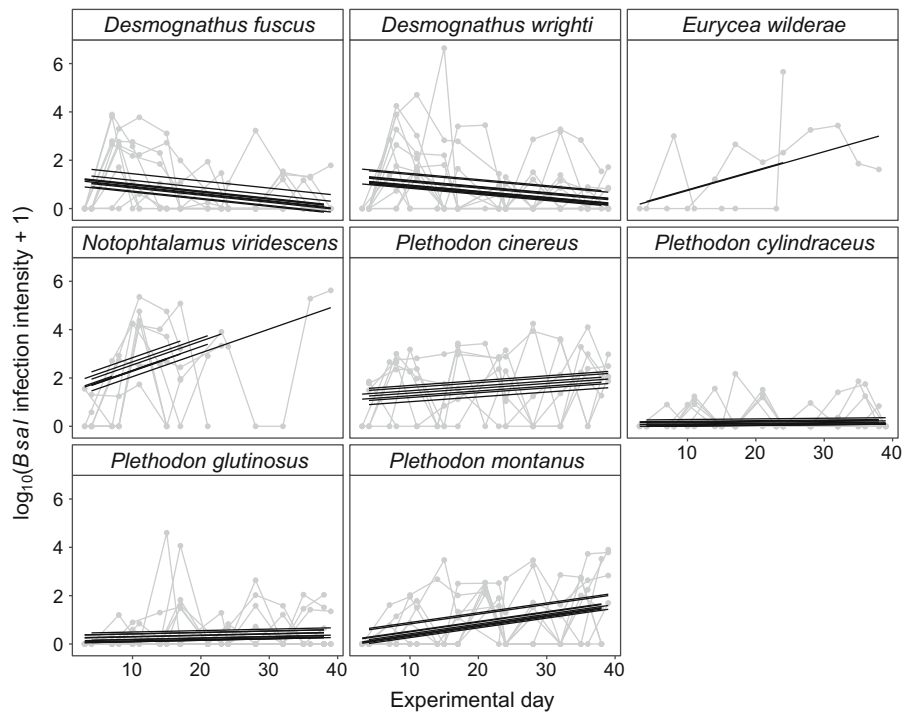 Desmognathus fuscus
Desmognathus wrighti
Eurycea wilderae
6
4
2
0
Notophtalamus viridescens
Plethodon cinereus
Plethodon cylindraceus
6
4
2
0
10 20 30 40
Plethodon glutinosus
Plethodon montanus
6
4
2
0
0 10 20 30 40
10 20 30 40
log₁₀(Bsal infection intensity + 1)
Experimental day